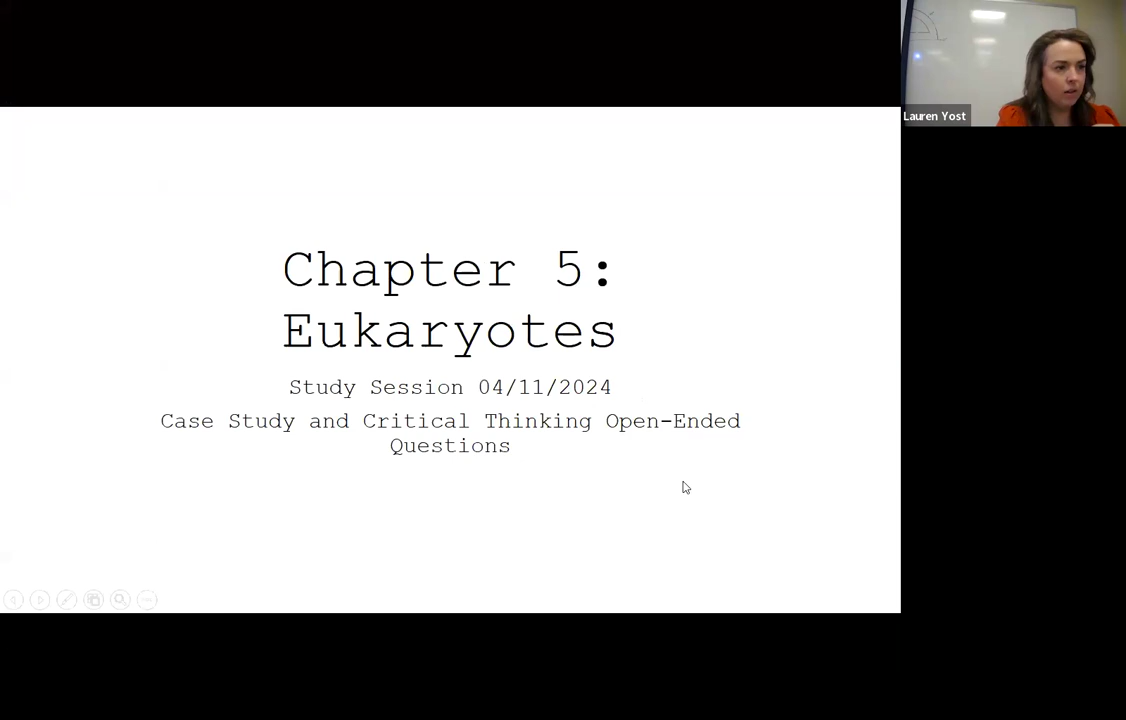 Chapter 5:
Eukaryotes
Study Session 04/11/2024
Case Study and Critical Thinking Open-Ended
Questions
Lauren Yost